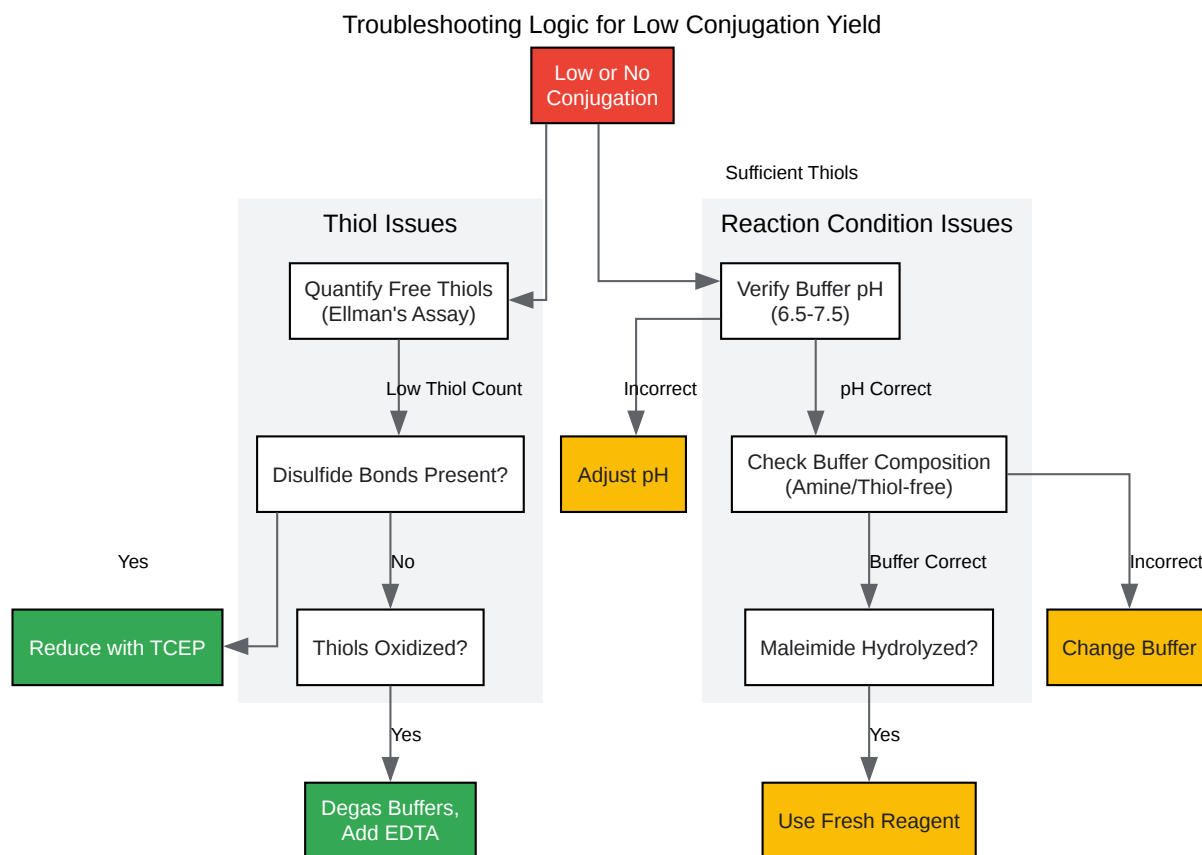 Troubleshooting Logic for Low Conjugation Yield
Low or No
Conjugation
Sufficient Thiols
Thiol Issues
Reaction Condition Issues
Quantify Free Thiols
(Ellman's Assay)
Verify Buffer pH
(6.5-7.5)
Low Thiol Count
Incorrect
pH Correct
Disulfide Bonds Present?
Adjust pH
Check Buffer Composition
(Amine/Thiol-free)
Yes
No
Buffer Correct
Incorrect
Reduce with TCEP
Thiols Oxidized?
Maleimide Hydrolyzed?
Change Buffer
Yes
Yes
Degas Buffers,
Add EDTA
Use Fresh Reagent